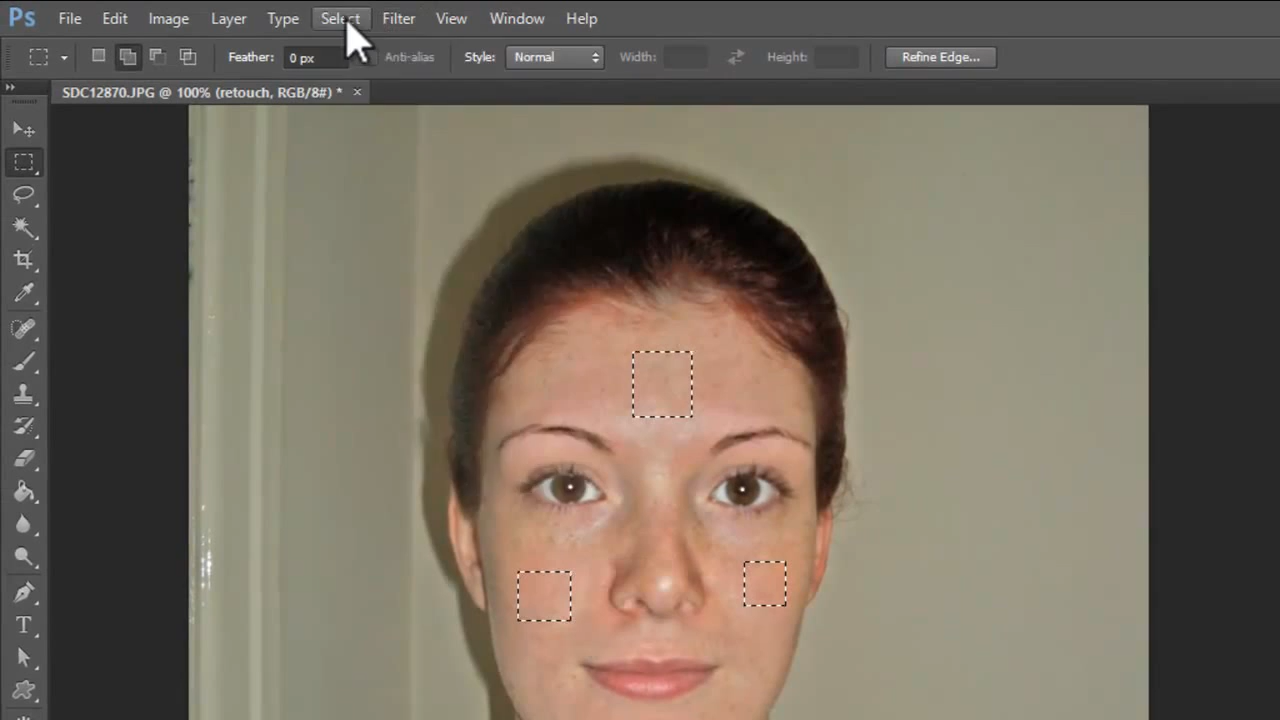 Ps File Edit Image Layer Type Select Filter View Window Help
Feather: 0 px Anti-alias Style: Normal Width: Height: Refine Edge...
SDC12870.JPG @ 100% (retouch, RGB/8#) * ×
T